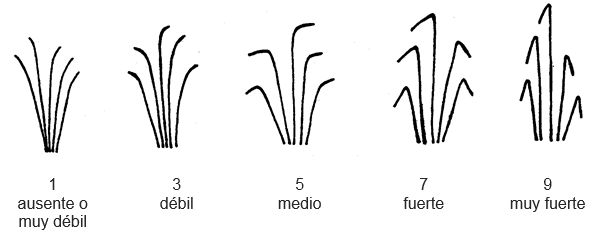 1 3 5 7 9
ausente o débil medio fuerte muy fuerte
muy débil